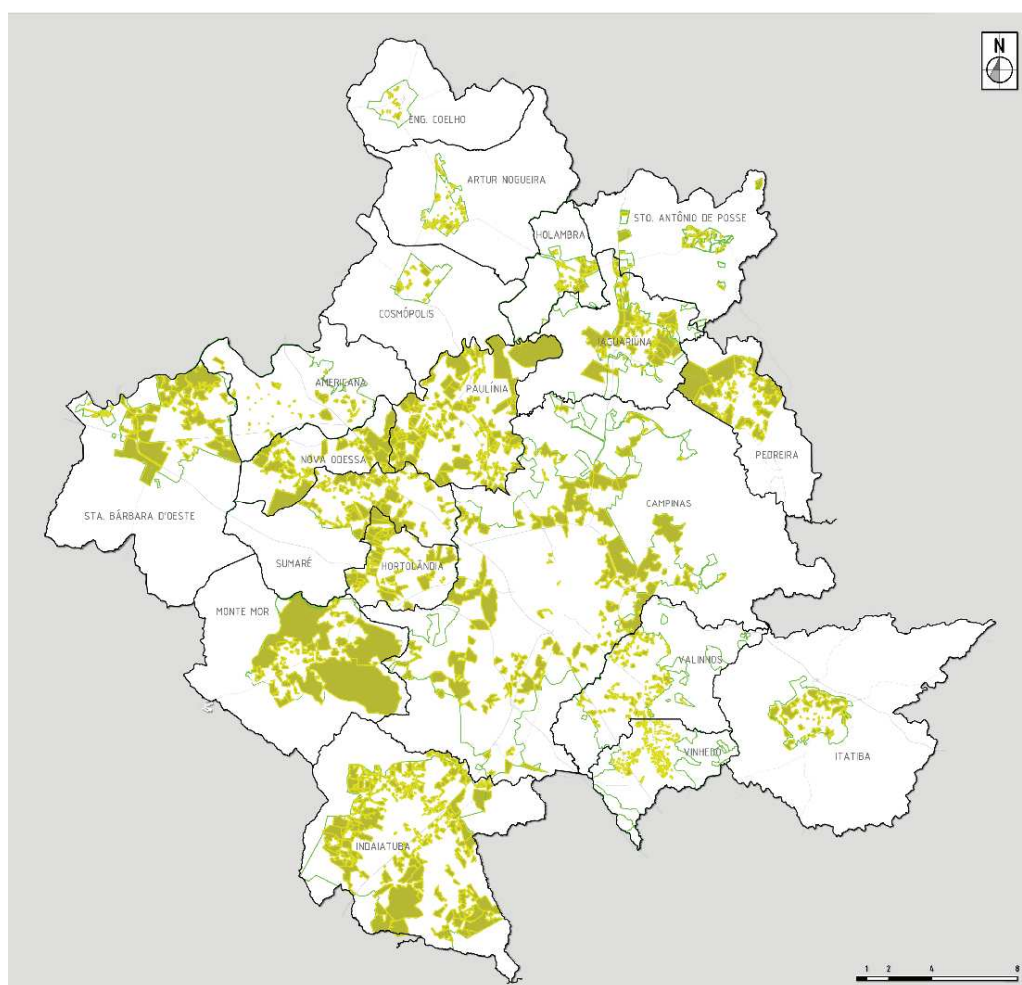 N
ENG. COELHO
ARTUR NOGUEIRA
STO. ANTÔNIO DE POSSE
HOLAMBRA
COSMÓPOLIS
JAGUARIÚNA
AMERICANA
PAULÍNIA
PEDREIRA
NOVA ODESSA
CAMPINAS
STA. BÁRBARA D'OESTE
SUMARÉ
HORTOLÂNDIA
MONTE MOR
VALINHOS
VINHEDO
ITATIBA
INDAIATUBA
1 2 4 8